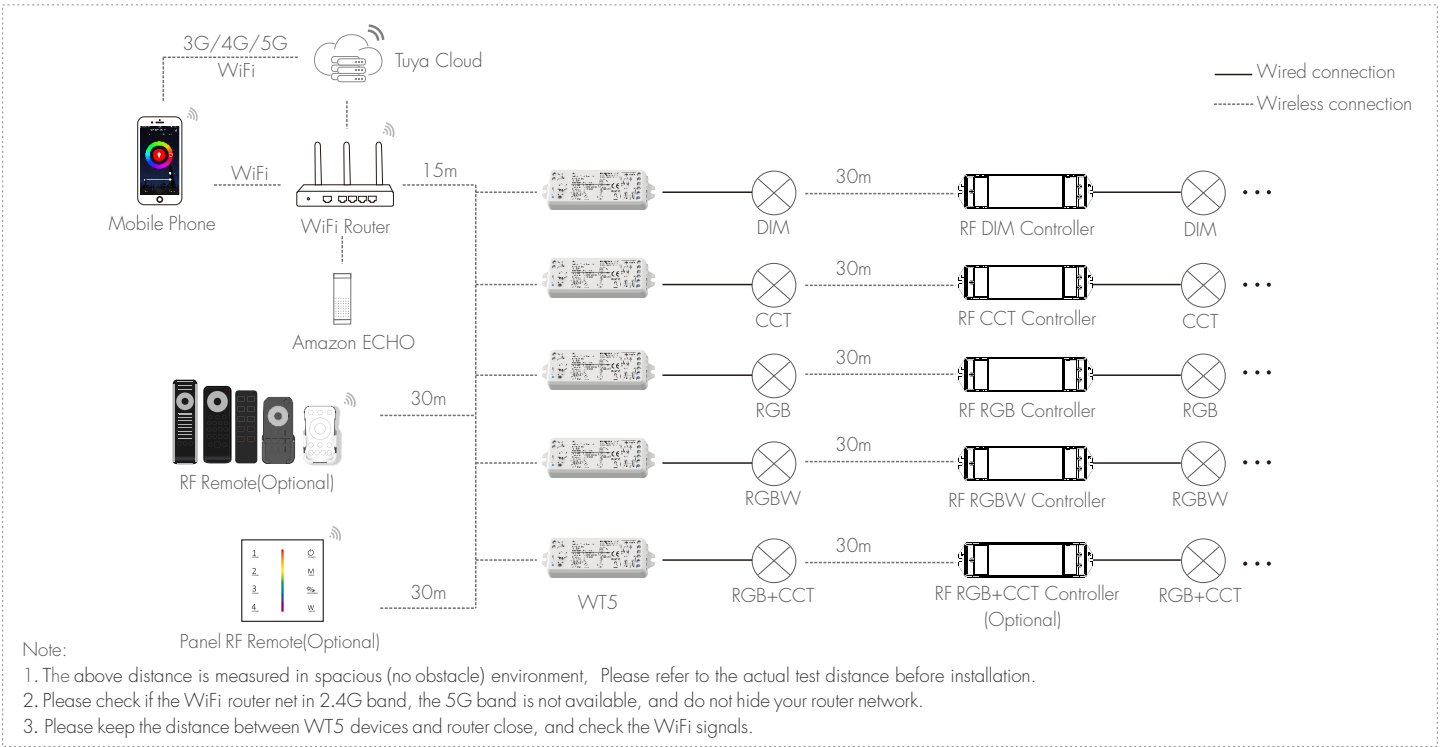 3G/4G/5G
WiFi
Tuya Cloud
Wired connection
Wireless connection
WiFi
15m
Mobile Phone
WiFi Router
Amazon ECHO
30m
DIM
RF DIM Controller
DIM
30m
CCT
RF CCT Controller
CCT
30m
RGB
RF RGB Controller
RGB
30m
RGBW
RF RGBW Controller
RGBW
30m
WT5
RGB+CCT
RF RGB+CCT Controller
(Optional)
RGB+CCT
30m
RF Remote(Optional)
1
2
M
3
4
W
30m
Panel RF Remote(Optional)
Note:
1. The above distance is measured in spacious (no obstacle) environment, Please refer to the actual test distance before installation.
2. Please check if the WiFi router net in 2.4G band, the 5G band is not available, and do not hide your router network.
3. Please keep the distance between WT5 devices and router close, and check the WiFi signals.